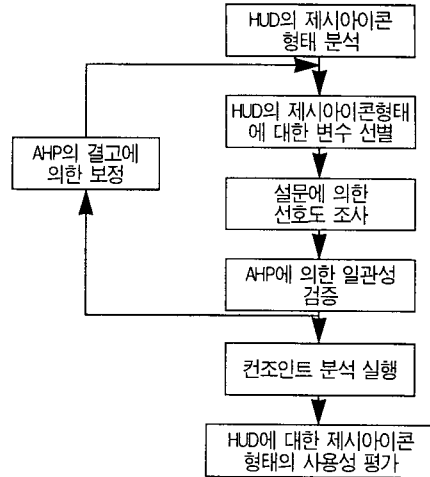 HUD의 제시아이콘
형태 분석
HUD의 제시아이콘형태
에 대한 변수 선별
AHP의 결고에
의한 보정
설문에 의한
선호도 조사
AHP에 의한 일관성
검증
컨조인트 분석 실행
HUD에 대한 제시아이콘
형태의 사용성 평가